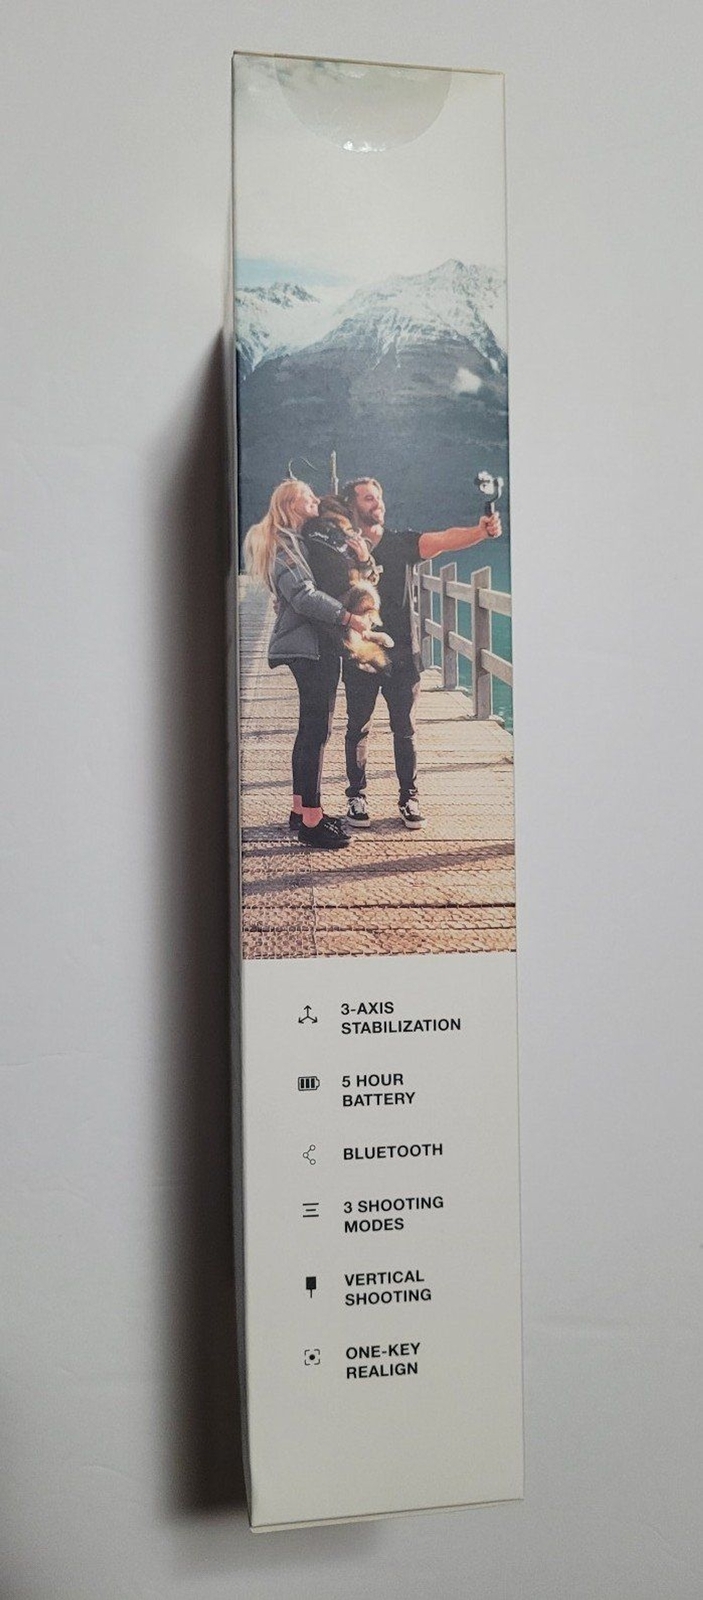 3-AXIS
STABILIZATION
5 HOUR
BATTERY
BLUETOOTH
3 SHOOTING
MODES
VERTICAL
SHOOTING
ONE-KEY
REALIGN